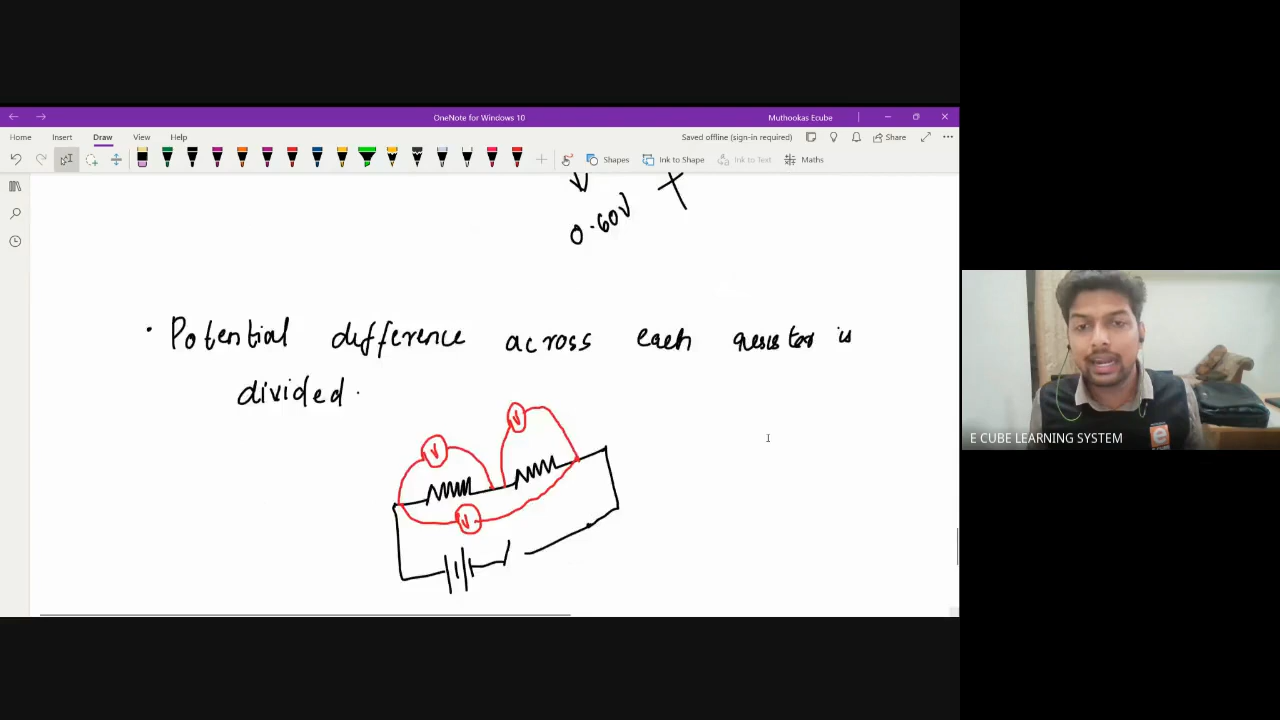 OneNote for Windows 10
Muthookas Ecube
Home Insert Draw View Help
Saved offline (sign-in required)
Share
Shapes
Ink to Shape
Ink to Text
Maths
0.60V
• Potential difference across each resistor is
divided.
V
V
V
E CUBE LEARNING SYSTEM